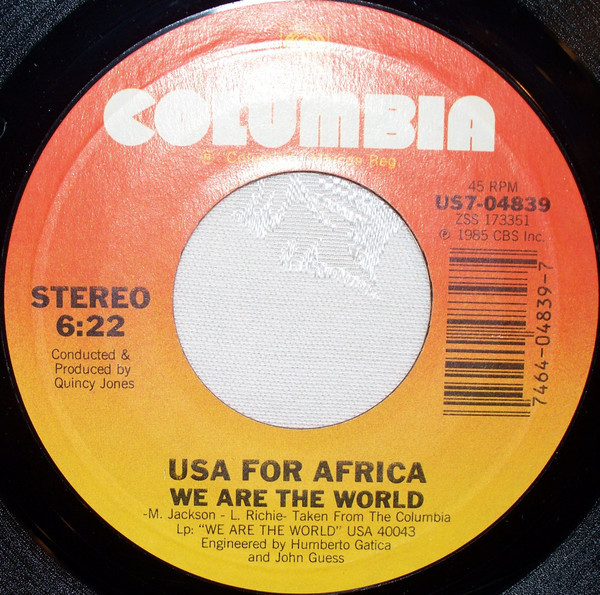 COLUMBIA
45 RPM
US7-04839
ZSS 173351
℗ 1985 CBS Inc.
7464-04839-7
STEREO
6:22
Conducted &
Produced by
Quincy Jones
USA FOR AFRICA
WE ARE THE WORLD
-M. Jackson - L. Richie- Taken From The Columbia
Lp: "WE ARE THE WORLD" USA 40043
Engineered by Humberto Gatica
and John Guess